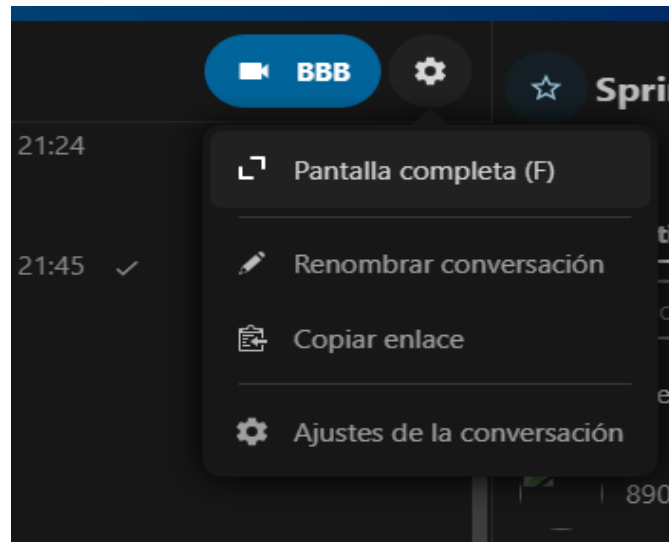 BBB
Spri
21:24
Pantalla completa (F)
21:45
Renombrar conversación
Copiar enlace
Ajustes de la conversación
890